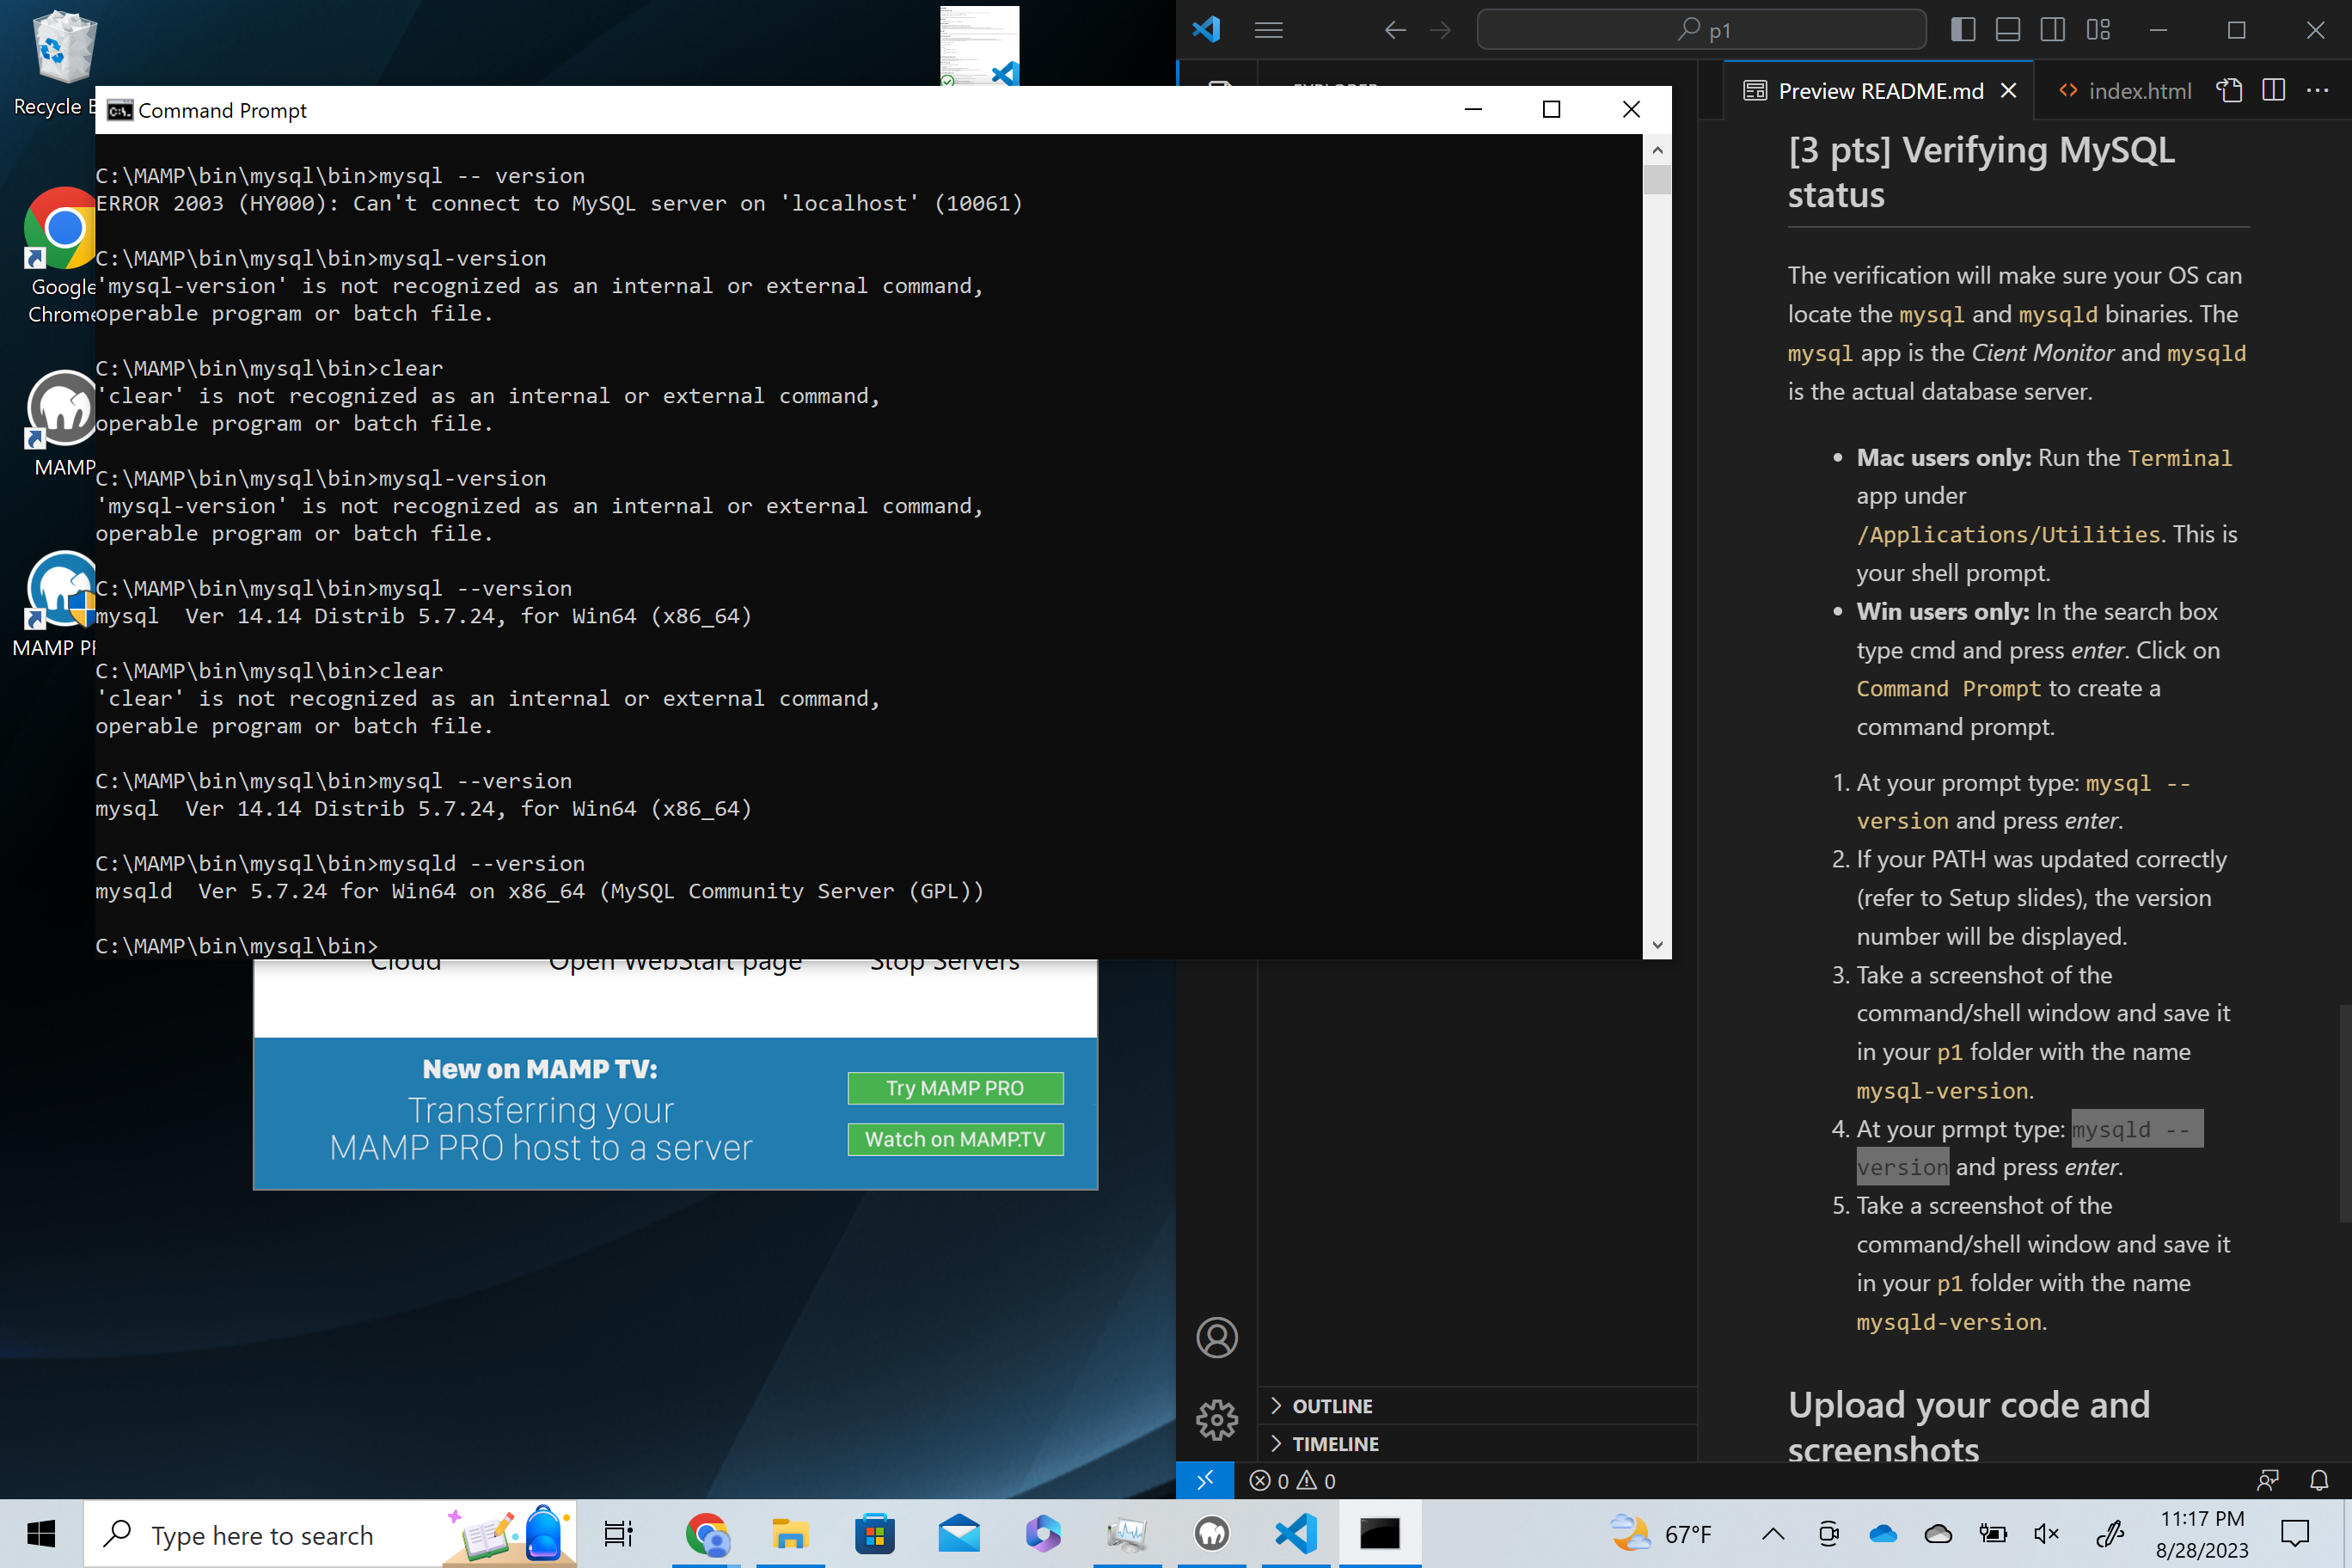 Recycle B
Google
Chrome
MAMP
MAMP PR
Command Prompt
C:\MAMP\bin\mysql\bin>mysql -- version
ERROR 2003 (HY000): Can't connect to MySQL server on 'localhost' (10061)
C:\MAMP\bin\mysql\bin>mysql-version
'mysql-version' is not recognized as an internal or external command,
operable program or batch file.
C:\MAMP\bin\mysql\bin>clear
'clear' is not recognized as an internal or external command,
operable program or batch file.
C:\MAMP\bin\mysql\bin>mysql-version
'mysql-version' is not recognized as an internal or external command,
operable program or batch file.
C:\MAMP\bin\mysql\bin>mysql --version
mysql  Ver 14.14 Distrib 5.7.24, for Win64 (x86_64)
C:\MAMP\bin\mysql\bin>clear
'clear' is not recognized as an internal or external command,
operable program or batch file.
C:\MAMP\bin\mysql\bin>mysql --version
mysql  Ver 14.14 Distrib 5.7.24, for Win64 (x86_64)
C:\MAMP\bin\mysql\bin>mysqld --version
mysqld  Ver 5.7.24 for Win64 on x86_64 (MySQL Community Server (GPL))
C:\MAMP\bin\mysql\bin>
Cloud
Open WebStart page
Stop Servers
New on MAMP TV:
Transferring your
MAMP PRO host to a server
Try MAMP PRO
Watch on MAMP.TV
p1
EXPLORER
OUTLINE
TIMELINE
0
0
Preview README.md
index.html
[3 pts] Verifying MySQL
status
The verification will make sure your OS can
locate the mysql and mysqld binaries. The
mysql app is the Cient Monitor and mysqld
is the actual database server.
• Mac users only: Run the Terminal
app under
/Applications/Utilities. This is
your shell prompt.
• Win users only: In the search box
type cmd and press enter. Click on
Command Prompt to create a
command prompt.
1. At your prompt type: mysql --
version and press enter.
2. If your PATH was updated correctly
(refer to Setup slides), the version
number will be displayed.
3. Take a screenshot of the
command/shell window and save it
in your p1 folder with the name
mysql-version.
4. At your prmpt type: mysqld --
version and press enter.
5. Take a screenshot of the
command/shell window and save it
in your p1 folder with the name
mysqld-version.
Upload your code and
screenshots
Type here to search
67°F
11:17 PM
8/28/2023